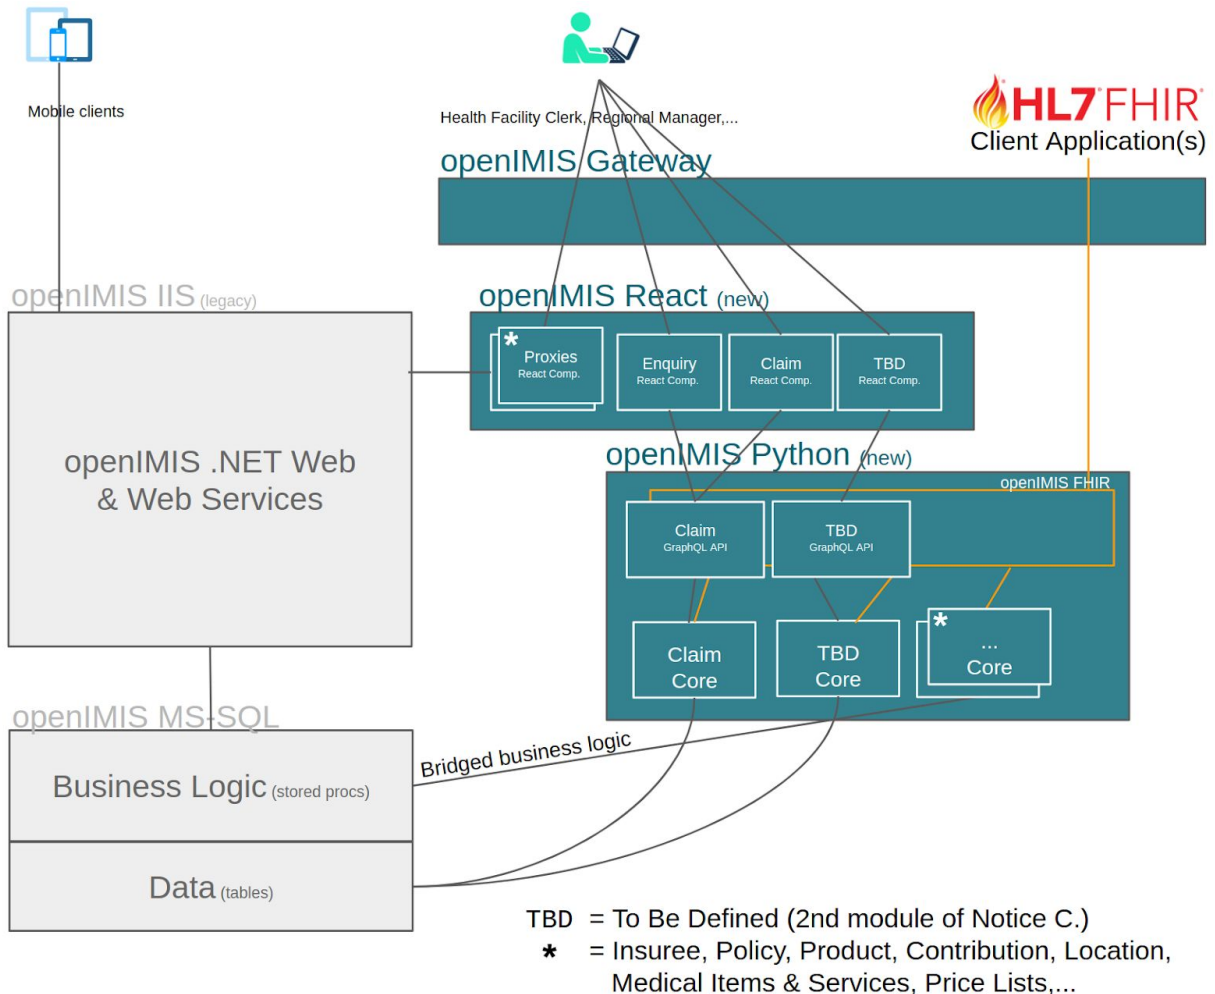 Mobile clients
Health Facility Clerk, Regional Manager,...
HL7 FHIR
®
Client Application(s)
openIMIS Gateway
openIMIS IIS (legacy)
openIMIS React (new)
*
Proxies
React Comp.
Enquiry
React Comp.
Claim
React Comp.
TBD
React Comp.
openIMIS .NET Web
& Web Services
openIMIS Python (new)
openIMIS FHIR
Claim
GraphQL API
TBD
GraphQL API
Claim
Core
TBD
Core
*
...
Core
openIMIS MS-SQL
Bridged business logic
Business Logic (stored procs)
Data (tables)
TBD = To Be Defined (2nd module of Notice C.)
* = Insuree, Policy, Product, Contribution, Location,
Medical Items & Services, Price Lists,...